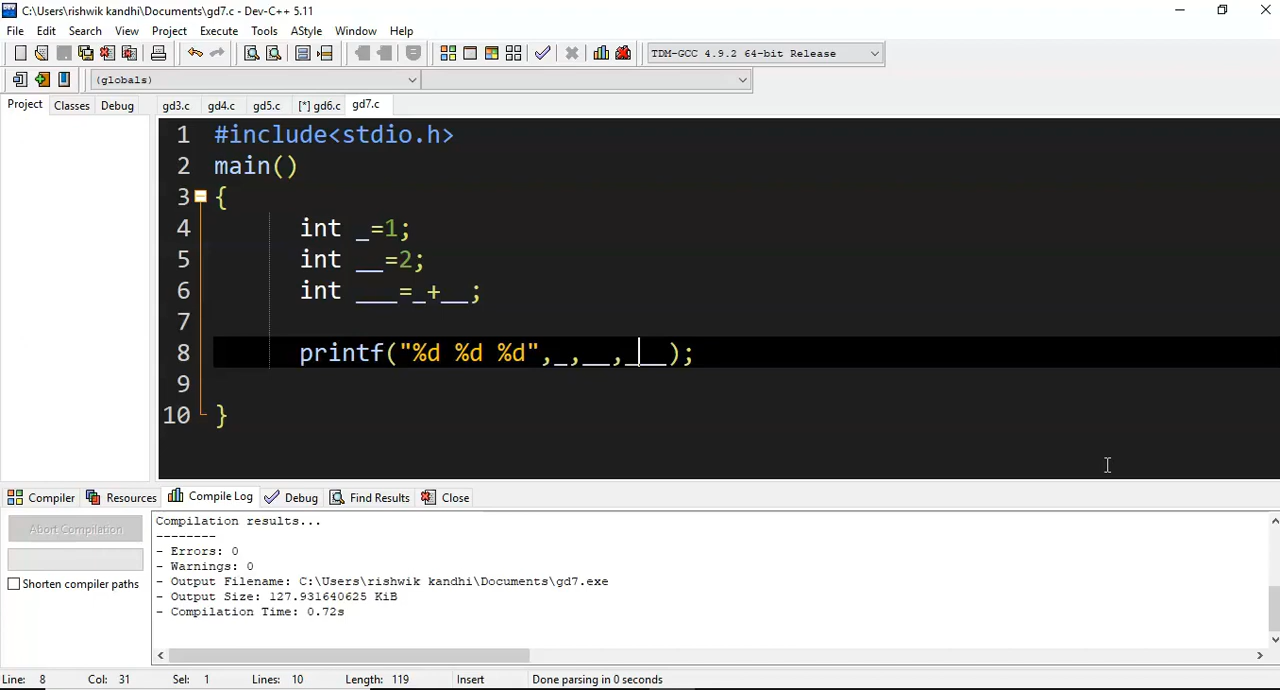 C:\Users\rishwik kandhi\Documents\gd7.c - Dev-C++ 5.11
File Edit Search View Project Execute Tools AStyle Window Help
TDM-GCC 4.9.2 64-bit Release
(globals)
Project Classes Debug gd3.c gd4.c gd5.c [*] gd6.c gd7.c
1 #include<stdio.h>
2 main()
3 {
4 int _=1;
5 int __=2;
6 int ___=_+__;
7
8 printf("%d %d %d",_,__,___);
9
10 }
Compiler Resources Compile Log Debug Find Results Close
Abort Compilation
Shorten compiler paths
Compilation results...
--------
- Errors: 0
- Warnings: 0
- Output Filename: C:\Users\rishwik kandhi\Documents\gd7.exe
- Output Size: 127.931640625 KiB
- Compilation Time: 0.72s
Line: 8 Col: 31 Sel: 1 Lines: 10 Length: 119 Insert Done parsing in 0 seconds